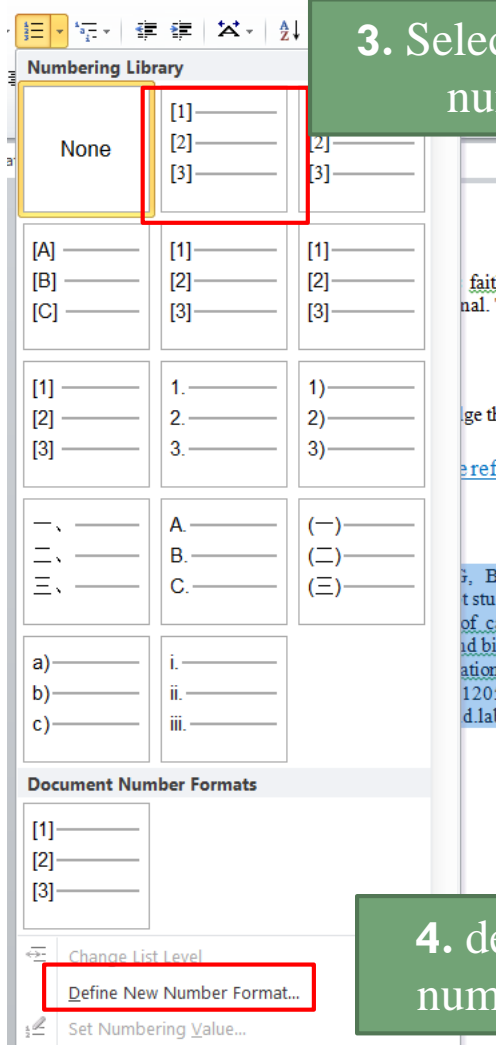 3. Selec
nu
Numbering Library
None
[1]
[2]
[3]
[2]
[3]
[A]
[B]
[C]
[1]
[2]
[3]
[1]
[2]
[3]
[1]
[2]
[3]
1.
2.
3.
1)
2)
3)
一、
二、
三、
A.
B.
C.
(一)
(二)
(三)
a)
b)
c)
i.
ii.
iii.
Document Number Formats
[1]
[2]
[3]
Change List Level
Define New Number Format...
Set Numbering Value...
4. de
num
fait
nal.
ge th
e ref
G, B
t stu
of ca
nd bi
ation
120:
d.lab